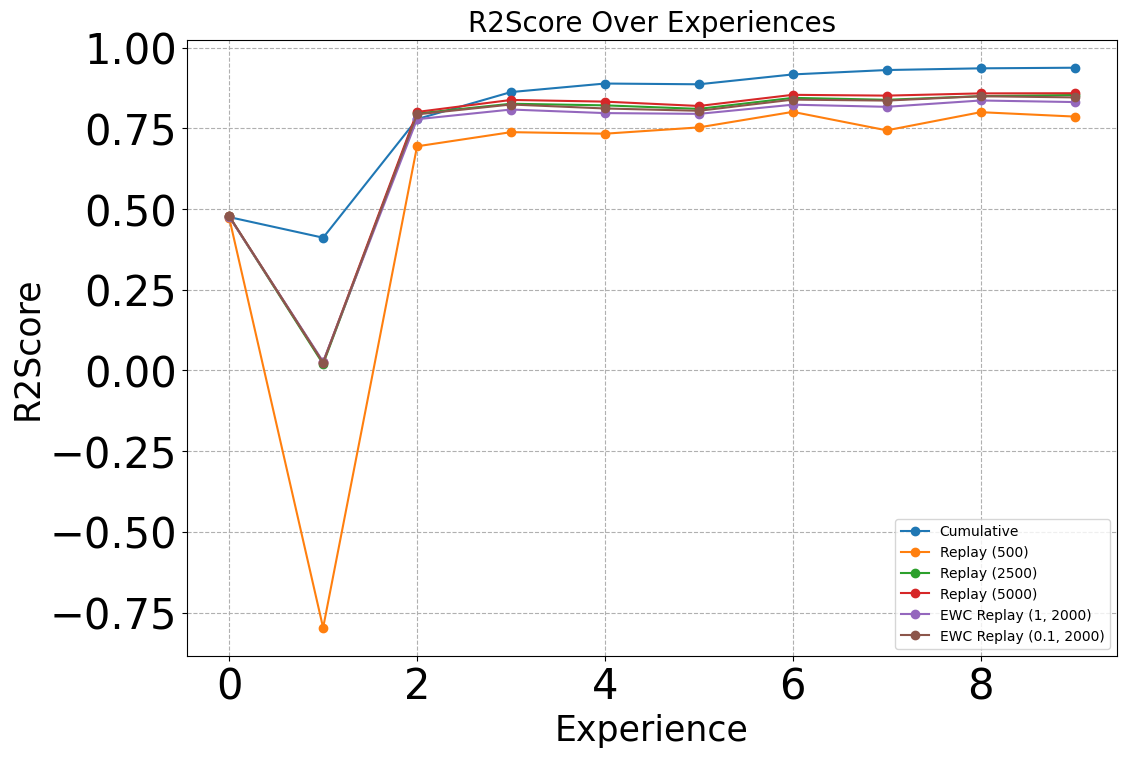 R2Score Over Experiences
R2Score
1.00
0.75
0.50
0.25
0.00
−0.25
−0.50
−0.75
0 2 4 6 8
Experience
Cumulative
Replay (500)
Replay (2500)
Replay (5000)
EWC Replay (1, 2000)
EWC Replay (0.1, 2000)